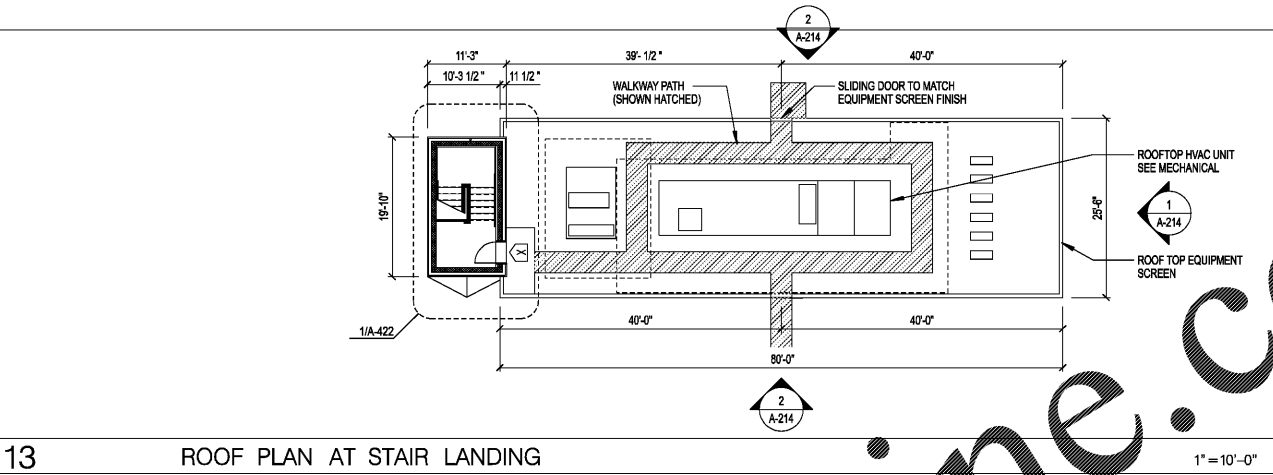 2
A-214
11'-3"
39'- 1/2 "
40'-0"
10'-3 1/2 "
11 1/2 "
WALKWAY PATH
(SHOWN HATCHED)
SLIDING DOOR TO MATCH
EQUIPMENT SCREEN FINISH
19'-10"
25'-6"
ROOFTOP HVAC UNIT
SEE MECHANICAL
1
A-214
X
ROOF TOP EQUIPMENT
SCREEN
1/A-422
40'-0"
40'-0"
80'-0"
2
A-214
13
ROOF PLAN AT STAIR LANDING
1"=10'-0"